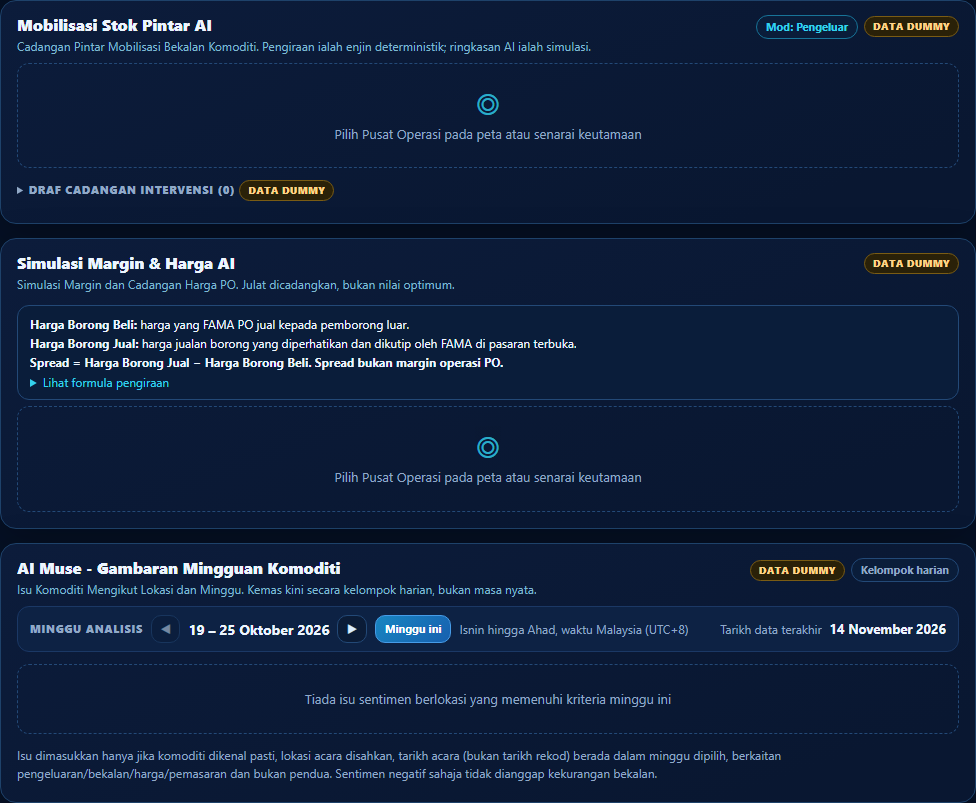 Mobilisasi Stok Pintar AI
Mod: Pengeluar
DATA DUMMY
Cadangan Pintar Mobilisasi Bekalan Komoditi. Pengiraan ialah enjin deterministik; ringkasan AI ialah simulasi.
Pilih Pusat Operasi pada peta atau senarai keutamaan
▶ DRAF CADANGAN INTERVENSI (0) DATA DUMMY
Simulasi Margin & Harga AI
DATA DUMMY
Simulasi Margin dan Cadangan Harga PO. Julat dicadangkan, bukan nilai optimum.
Harga Borong Beli: harga yang FAMA PO jual kepada pemborong luar.
Harga Borong Jual: harga jualan borong yang diperhatikan dan dikutip oleh FAMA di pasaran terbuka.
Spread = Harga Borong Jual − Harga Borong Beli. Spread bukan margin operasi PO.
▶ Lihat formula pengiraan
Pilih Pusat Operasi pada peta atau senarai keutamaan
AI Muse - Gambaran Mingguan Komoditi
DATA DUMMY
Kelompok harian
Isu Komoditi Mengikut Lokasi dan Minggu. Kemas kini secara kelompok harian, bukan masa nyata.
MINGGU ANALISIS ◀ 19 – 25 Oktober 2026 ▶ Minggu ini Isnin hingga Ahad, waktu Malaysia (UTC+8) Tarikh data terakhir 14 November 2026
Tiada isu sentimen berlokasi yang memenuhi kriteria minggu ini
Isu dimasukkan hanya jika komoditi dikenal pasti, lokasi acara disahkan, tarikh acara (bukan tarikh rekod) berada dalam minggu dipilih, berkaitan
pengeluaran/bekalan/harga/pemasaran dan bukan pendua. Sentimen negatif sahaja tidak dianggap kekurangan bekalan.